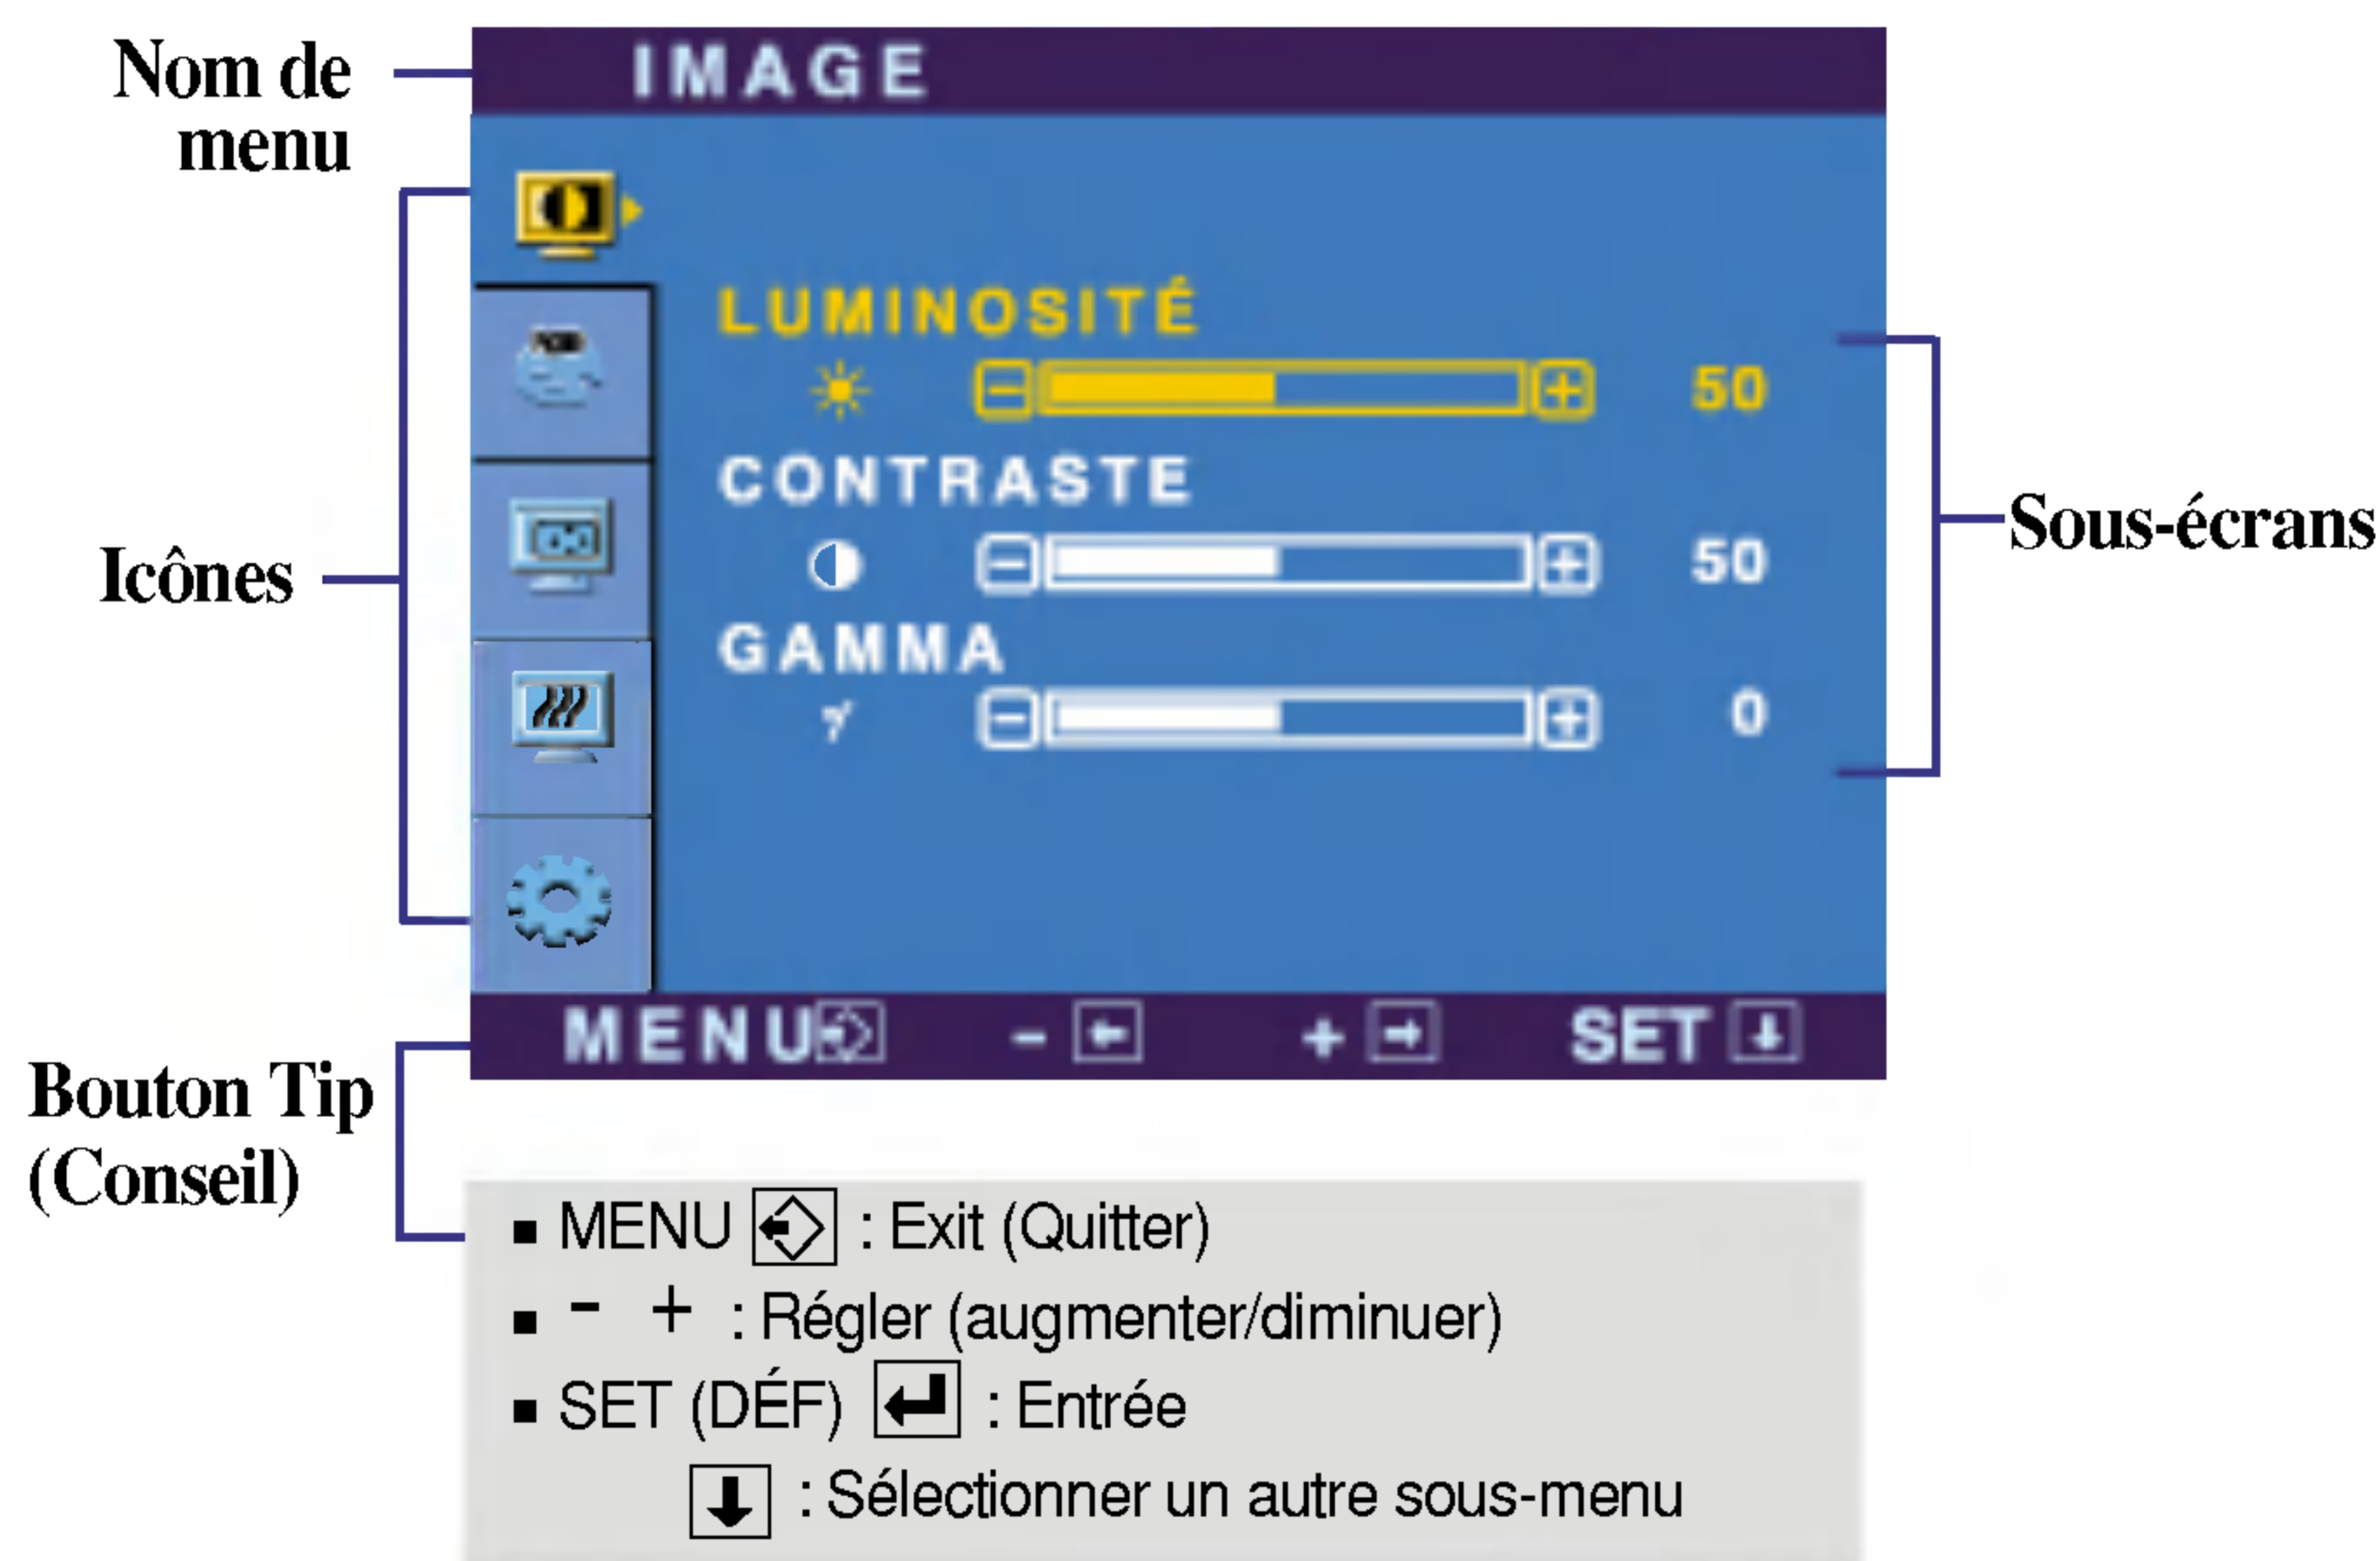 Nom de
menu
IMAGE
LUMINOSITÉ
50
CONTRASTE
50
GAMMA
0
Icônes
Sous-écrans
MENU - + SET
Bouton Tip
(Conseil)
▪ MENU : Exit (Quitter)
▪ - + : Régler (augmenter/diminuer)
▪ SET (DÉF) : Entrée
: Sélectionner un autre sous-menu